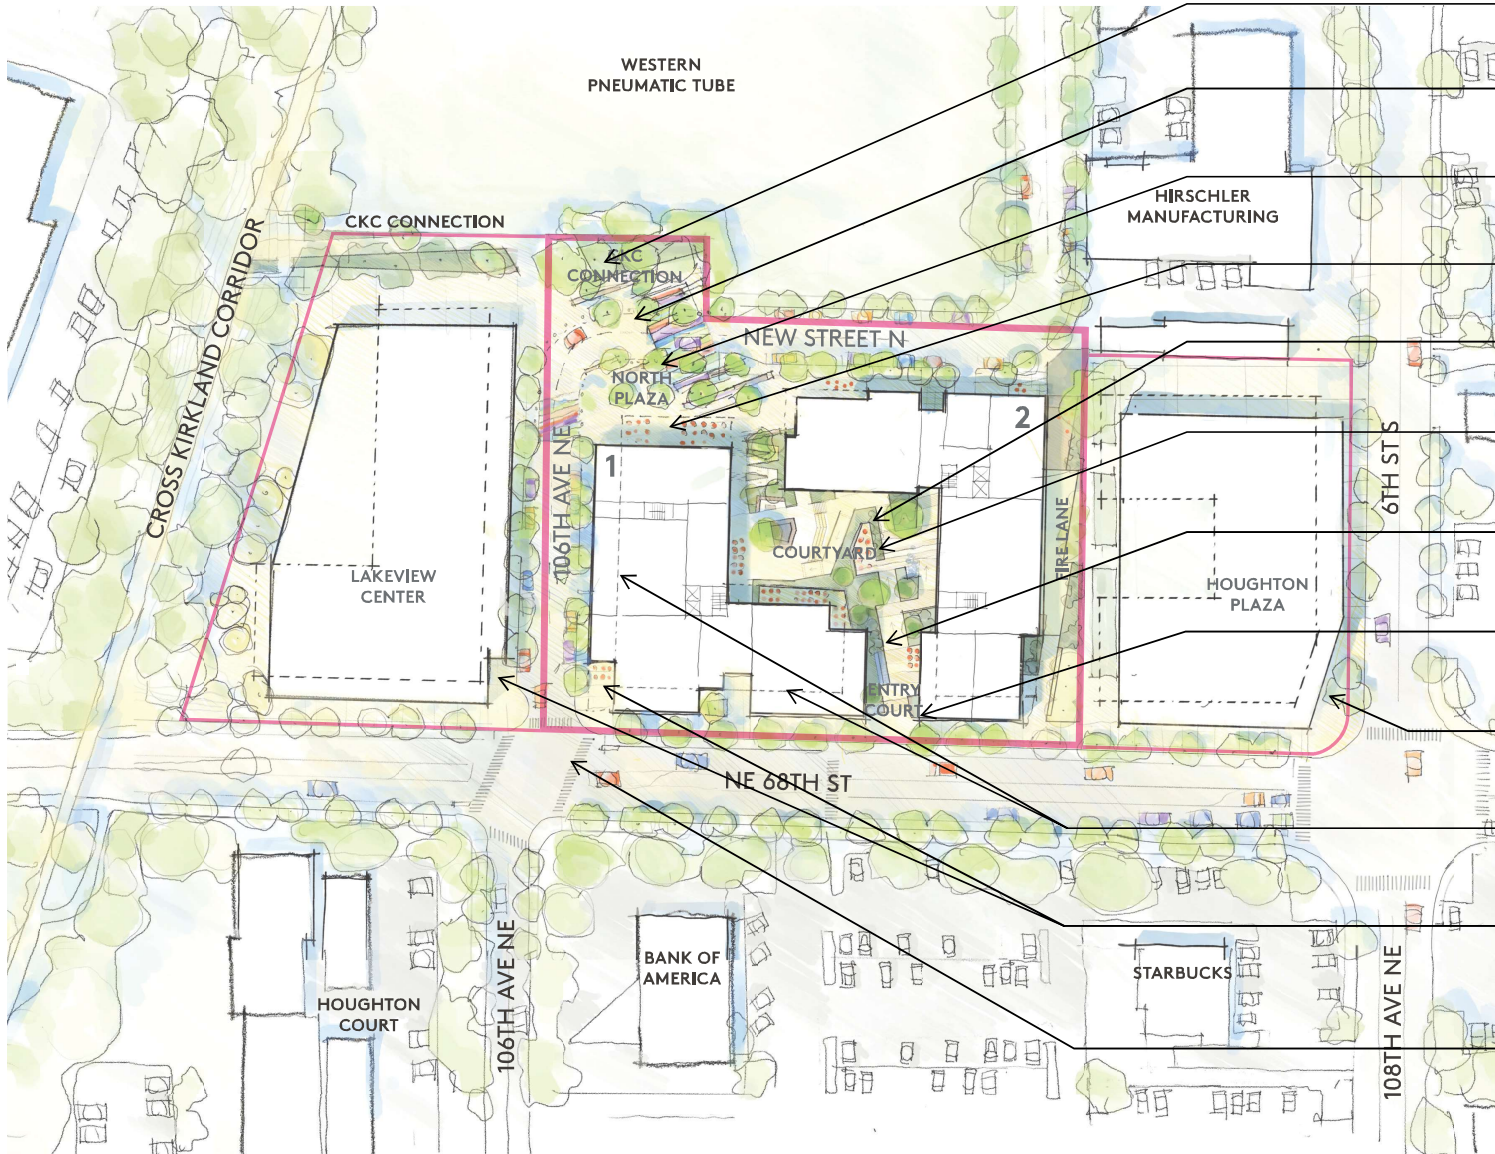 WESTERN
PNEUMATIC TUBE
HIRSCHLER
MANUFACTURING
CKC CONNECTION
CKC
CONNECTION
CROSS KIRKLAND CORRIDOR
NEW STREET N
NORTH
PLAZA
106TH AVE NE
1
2
6TH ST S
FIRE LANE
COURTYARD
LAKEVIEW
CENTER
HOUGHTON
PLAZA
ENTRY
COURT
NE 68TH ST
BANK OF
AMERICA
STARBUCKS
HOUGHTON
COURT
106TH AVE NE
108TH AVE NE